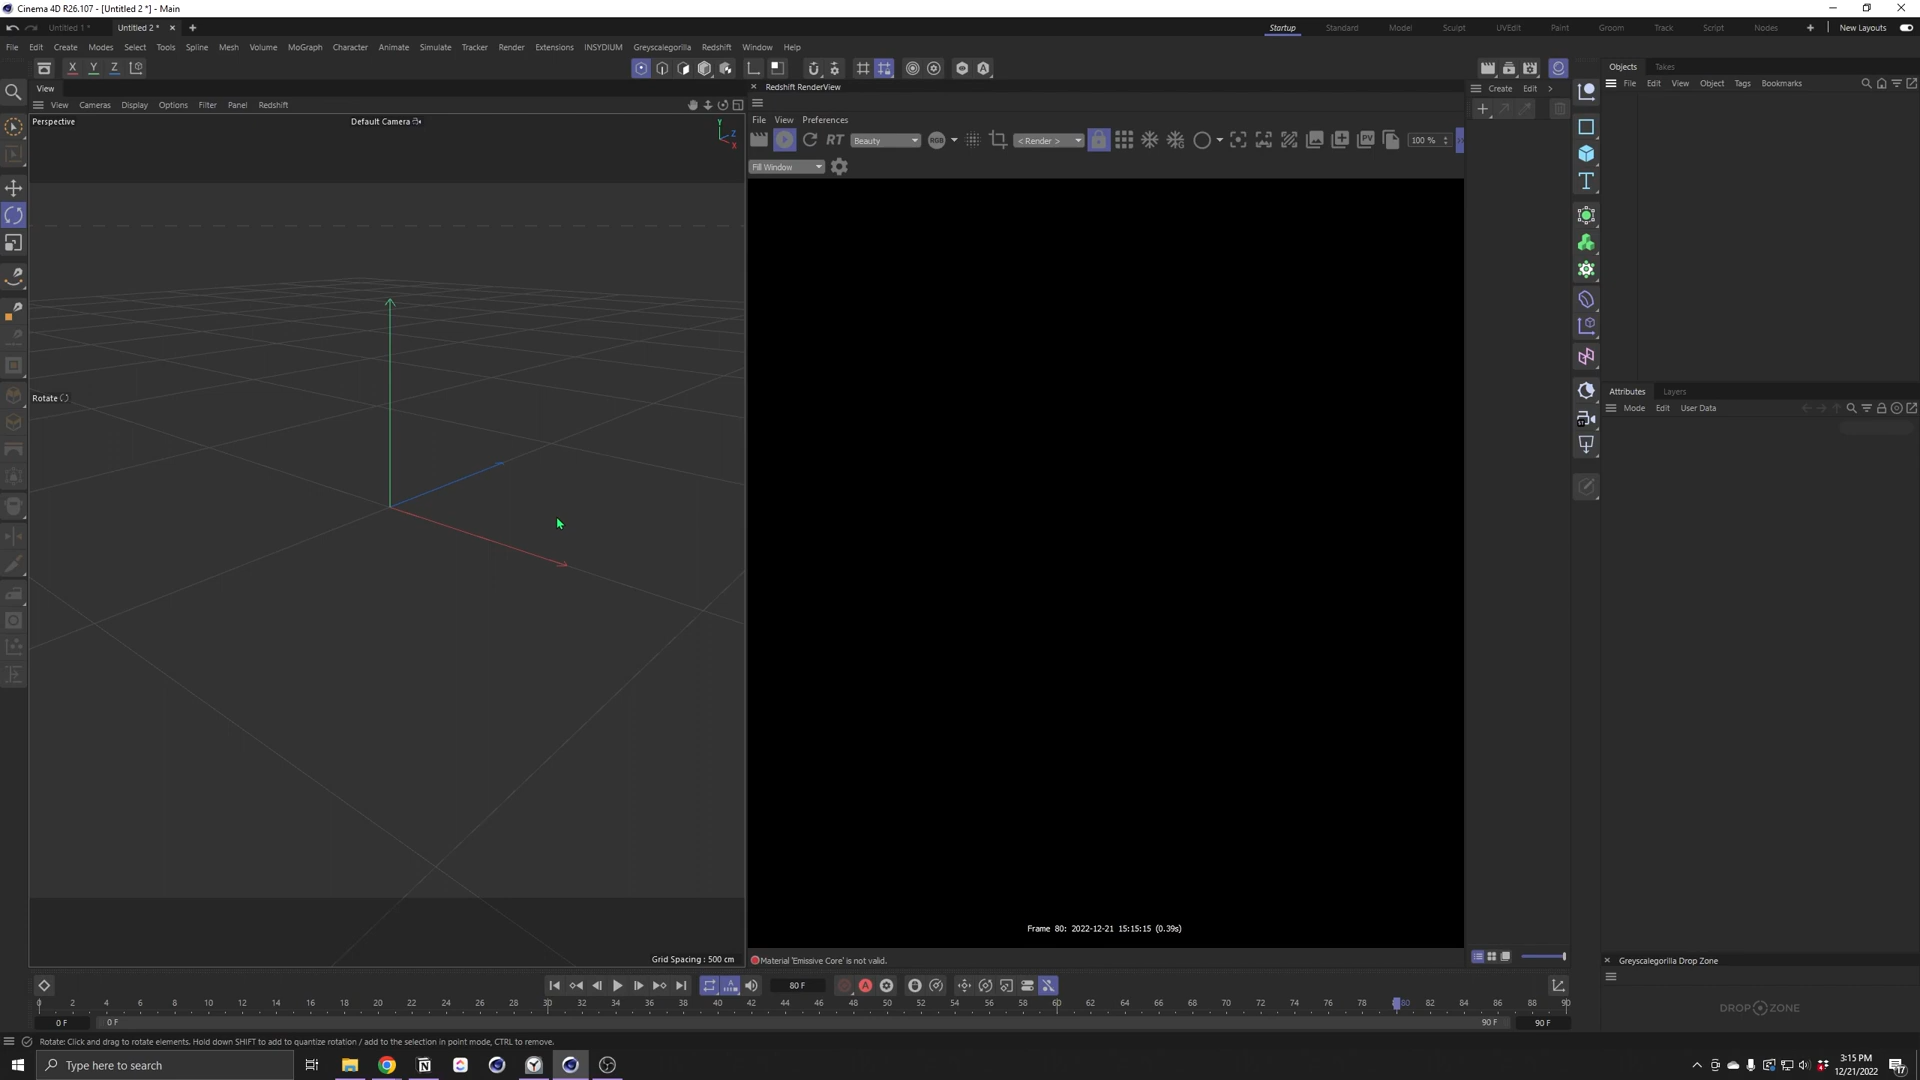 Cinema 4D R26.107 - [Untitled 2 *] - Main
Untitled 1 * Untitled 2 * Startup Standard Model Sculpt UVEdit Paint Groom Track Script Nodes New Layouts
File Edit Create Modes Select Tools Spline Mesh Volume MoGraph Character Animate Simulate Tracker Render Extensions INSYDIUM Greyscalegorilla Redshift Window Help
X Y Z
Objects Takes
File Edit View Object Tags Bookmarks
View
View Cameras Display Options Filter Panel Redshift
Redshift RenderView
Create Edit
File View Preferences
RT Beauty RGB < Render > PV 100 %
Fill Window
Perspective
Default Camera
Y
Z
X
Rotate
Attributes Layers
Mode Edit User Data
Frame 80: 2022-12-21 15:15:15 (0.39s)
Grid Spacing : 500 cm
Material 'Emissive Core' is not valid.
Greyscalegorilla Drop Zone
80 F
0 2 4 6 8 10 12 14 16 18 20 22 24 26 28 30 32 34 36 38 40 42 44 46 48 50 52 54 56 58 60 62 64 66 68 70 72 74 76 78 80 82 84 86 88 90
DROP ZONE
0 F 0 F 90 F 90 F
Rotate: Click and drag to rotate elements. Hold down SHIFT to add to quantize rotation / add to the selection in point mode, CTRL to remove.
Type here to search
3:15 PM
12/21/2022